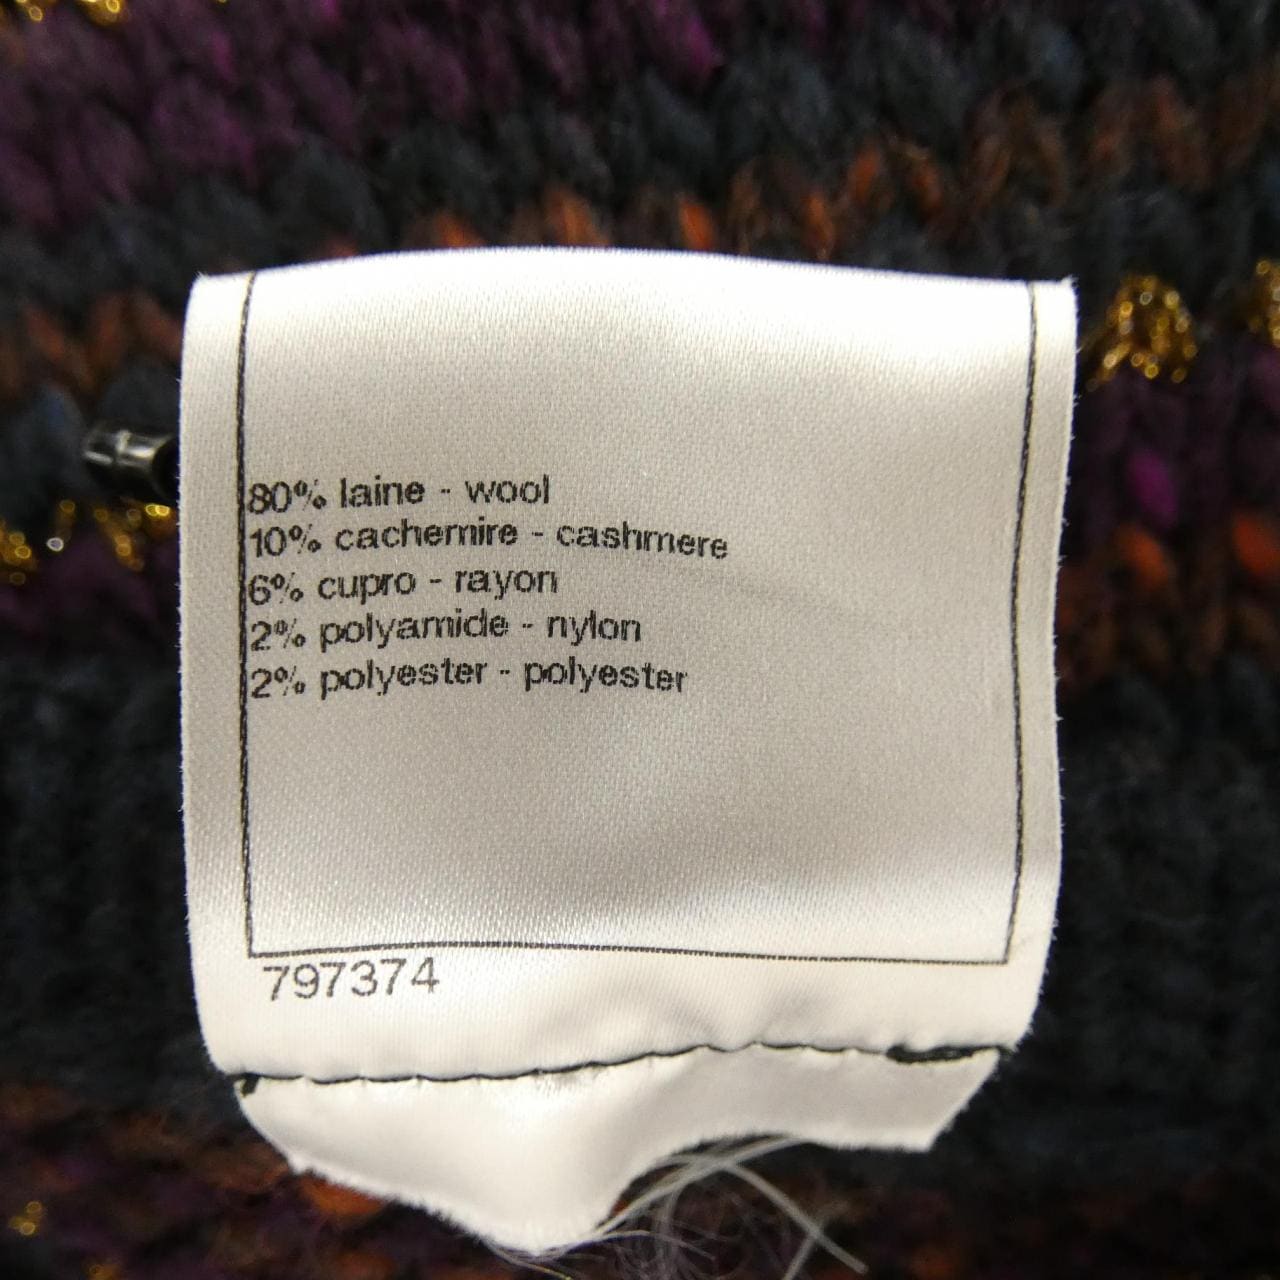 80% laine - wool
10% cachemire - cashmere
6% cupro - rayon
2% polyamide - nylon
2% polyester - polyester
797374